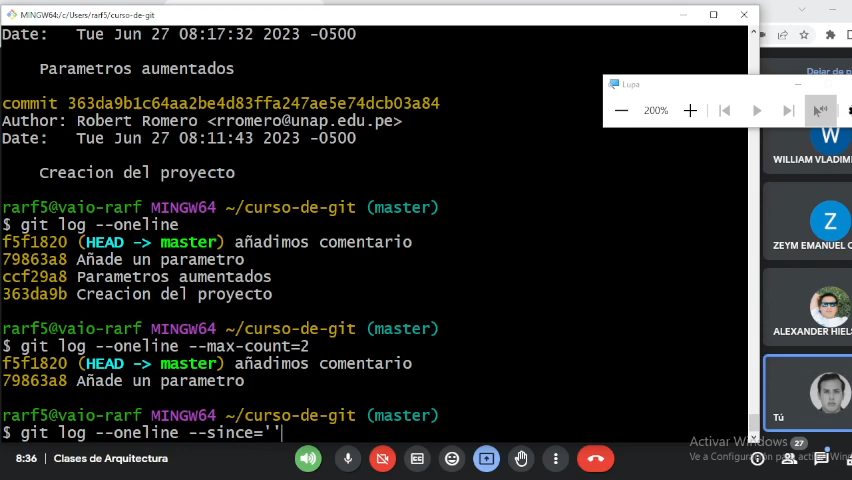 MINGW64:/c/Users/rarf5/curso-de-git
Date:   Tue Jun 27 08:17:32 2023 -0500
Parametros aumentados
commit 363da9b1c64aa2be4d83ffa247ae5e74dcb03a84
Author: Robert Romero <rromero@unap.edu.pe>
Date:   Tue Jun 27 08:11:43 2023 -0500
Creacion del proyecto
rarf5@vaio-rarf MINGW64 ~/curso-de-git (master)
$ git log --oneline
f5f1820 (HEAD -> master) añadimos comentario
79863a8 Añade un parametro
ccf29a8 Parametros aumentados
363da9b Creacion del proyecto
rarf5@vaio-rarf MINGW64 ~/curso-de-git (master)
$ git log --oneline --max-count=2
f5f1820 (HEAD -> master) añadimos comentario
79863a8 Añade un parametro
rarf5@vaio-rarf MINGW64 ~/curso-de-git (master)
$ git log --oneline --since=''
Dejar de
Lupa
200%
W
WILLIAM VLADIM
Z
ZEYM EMANUEL
ALEXANDER HIELS
Tú
Activar Windows
Ve a Configuración
27
8:36
Clases de Arquitectura